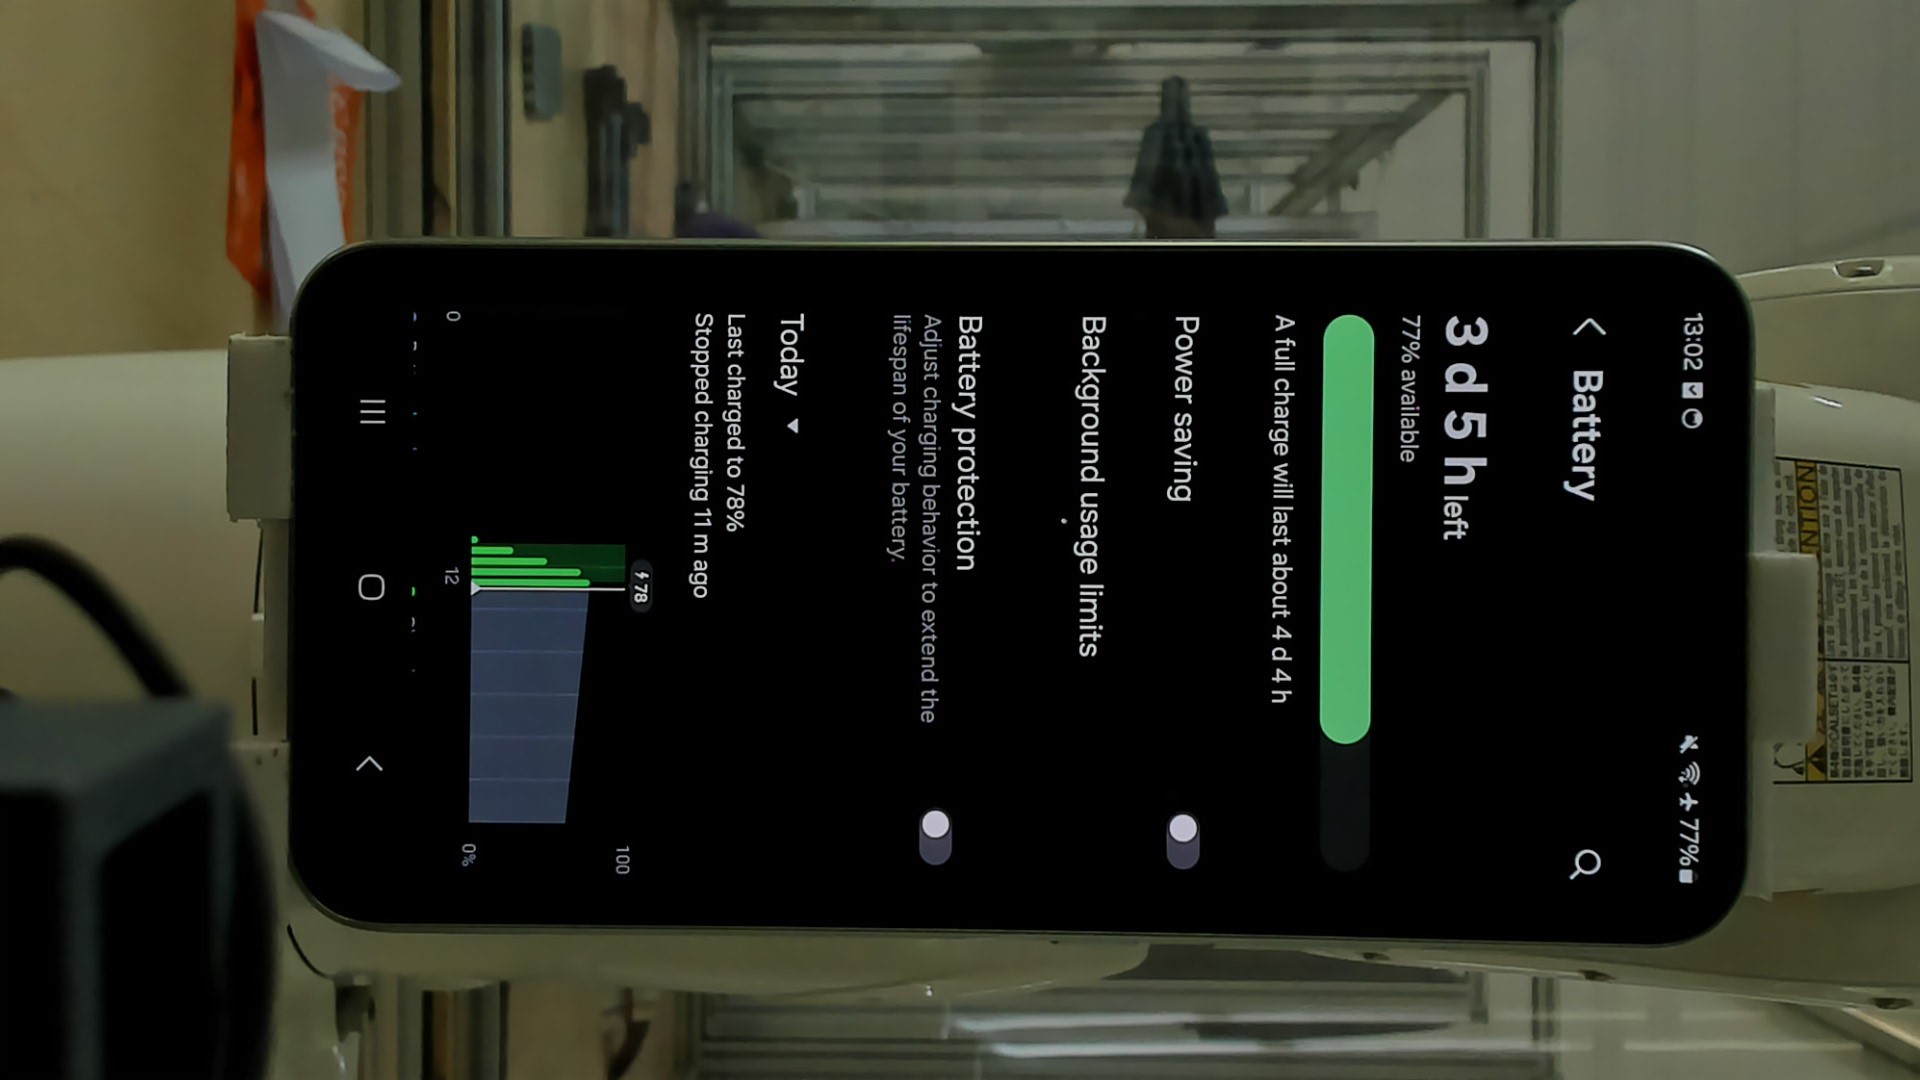 13:02
77%
Battery
3 d 5 h left
77% available
A full charge will last about 4 d 4 h
Power saving
Background usage limits
Battery protection
Adjust charging behavior to extend the
lifespan of your battery.
Today
Last charged to 78%
Stopped charging 11 m ago
78
100
0%
0
12